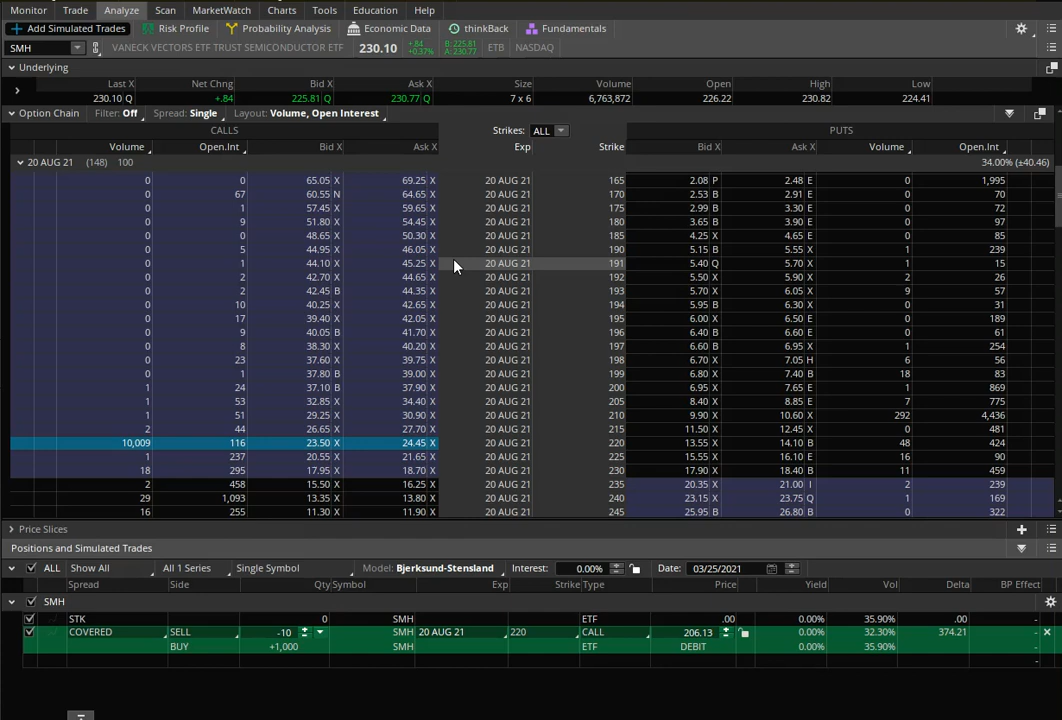 Monitor Trade Analyze Scan MarketWatch Charts Tools Education Help
+ Add Simulated Trades Risk Profile Probability Analysis Economic Data thinkBack Fundamentals
SMH VANECK VECTORS ETF TRUST SEMICONDUCTOR ETF 230.10 +.84 +0.37% B: 225.81 A: 230.77 ETB NASDAQ
Underlying
Last X Net Chng Bid X Ask X Size Volume Open High Low
230.10 Q +.84 225.81 Q 230.77 Q 7 x 6 6,763,872 226.22 230.82 224.41
Option Chain Filter: Off Spread: Single Layout: Volume, Open Interest
CALLS Strikes: ALL PUTS
Volume Open.Int Bid X Ask X Exp Strike Bid X Ask X Volume Open.Int
20 AUG 21 (148) 100 34.00% (±40.46)
0 0 65.05 X 69.25 X 20 AUG 21 165 2.08 P 2.48 E 0 1,995
0 67 60.55 N 64.65 X 20 AUG 21 170 2.53 B 2.91 E 0 70
0 1 57.45 X 59.65 X 20 AUG 21 175 2.99 B 3.30 E 0 72
0 9 51.80 X 54.45 X 20 AUG 21 180 3.65 B 3.90 E 0 97
0 0 48.65 X 50.30 X 20 AUG 21 185 4.25 X 4.65 E 0 85
0 5 44.95 X 46.05 X 20 AUG 21 190 5.15 B 5.55 X 1 239
0 1 44.10 X 45.25 X 20 AUG 21 191 5.40 Q 5.70 X 1 15
0 2 42.70 X 44.65 X 20 AUG 21 192 5.50 X 5.90 X 2 26
0 2 42.45 B 44.35 X 20 AUG 21 193 5.70 X 6.05 X 9 57
0 10 40.25 X 42.65 X 20 AUG 21 194 5.95 B 6.30 X 0 31
0 17 39.40 X 42.05 X 20 AUG 21 195 6.00 X 6.50 E 0 189
0 9 40.05 B 41.70 X 20 AUG 21 196 6.40 B 6.60 E 0 61
0 8 38.30 X 40.20 X 20 AUG 21 197 6.60 B 6.95 X 1 254
0 23 37.60 X 39.75 X 20 AUG 21 198 6.70 X 7.05 H 6 56
0 1 37.80 B 39.00 X 20 AUG 21 199 6.80 X 7.40 B 18 83
1 24 37.10 B 37.90 X 20 AUG 21 200 6.95 X 7.65 E 1 869
1 53 32.85 X 34.40 X 20 AUG 21 205 8.40 X 8.85 E 7 775
1 51 29.25 X 30.90 X 20 AUG 21 210 9.90 X 10.60 X 292 4,436
2 44 26.65 X 27.70 X 20 AUG 21 215 11.50 X 12.45 X 0 481
10,009 116 23.50 X 24.45 X 20 AUG 21 220 13.55 X 14.10 B 48 424
1 237 20.55 X 21.65 X 20 AUG 21 225 15.55 X 16.10 E 16 90
18 295 17.95 X 18.70 X 20 AUG 21 230 17.90 X 18.40 B 11 459
2 458 15.50 X 16.25 X 20 AUG 21 235 20.35 X 21.00 I 2 239
29 1,093 13.35 X 13.80 X 20 AUG 21 240 23.15 X 23.75 Q 1 169
16 255 11.30 X 11.90 X 20 AUG 21 245 25.95 B 26.80 B 0 322
Price Slices
Positions and Simulated Trades
ALL Show All All 1 Series Single Symbol Model: Bjerksund-Stensland Interest: 0.00% Date: 03/25/2021
Spread Side Qty Symbol Exp Strike Type Price Yield Vol Delta BP Effect
SMH
STK 0 SMH ETF .00 0.00% 35.90% .00 -
COVERED SELL -10 SMH 20 AUG 21 220 CALL 206.13 0.00% 32.30% 374.21 -
BUY +1,000 SMH ETF DEBIT 0.00% 35.90%
-